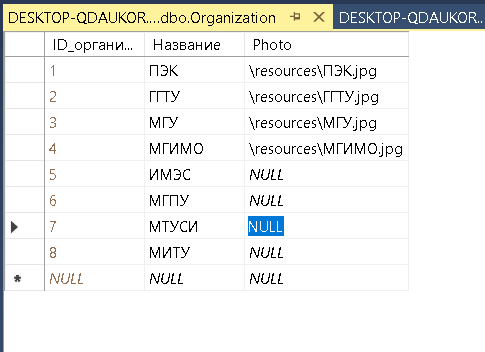 DESKTOP-QDAUKOR....dbo.Organization DESKTOP-QDAUKOR...
ID_органи... Название Photo
1 ПЭК \resources\ПЭК.jpg
2 ГГТУ \resources\ГГТУ.jpg
3 МГУ \resources\МГУ.jpg
4 МГИМО \resources\МГИМО.jpg
5 ИМЭС NULL
6 МГПУ NULL
7 МТУСИ NULL
8 МИТУ NULL
NULL NULL NULL